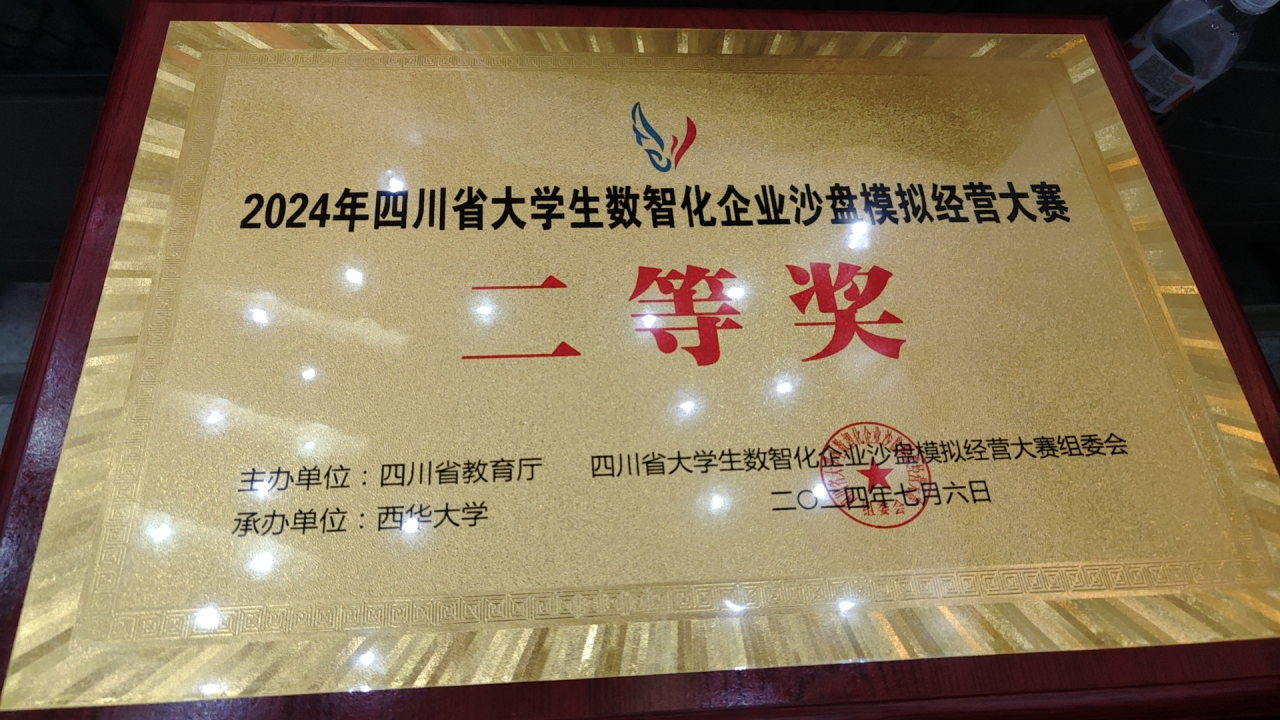 2024年四川省大学生数智化企业沙盘模拟经营大赛
二等奖
主办单位：四川省教育厅
承办单位：西华大学
四川省大学生数智化企业沙盘模拟经营大赛组委会
二〇二四年七月六日
组委会